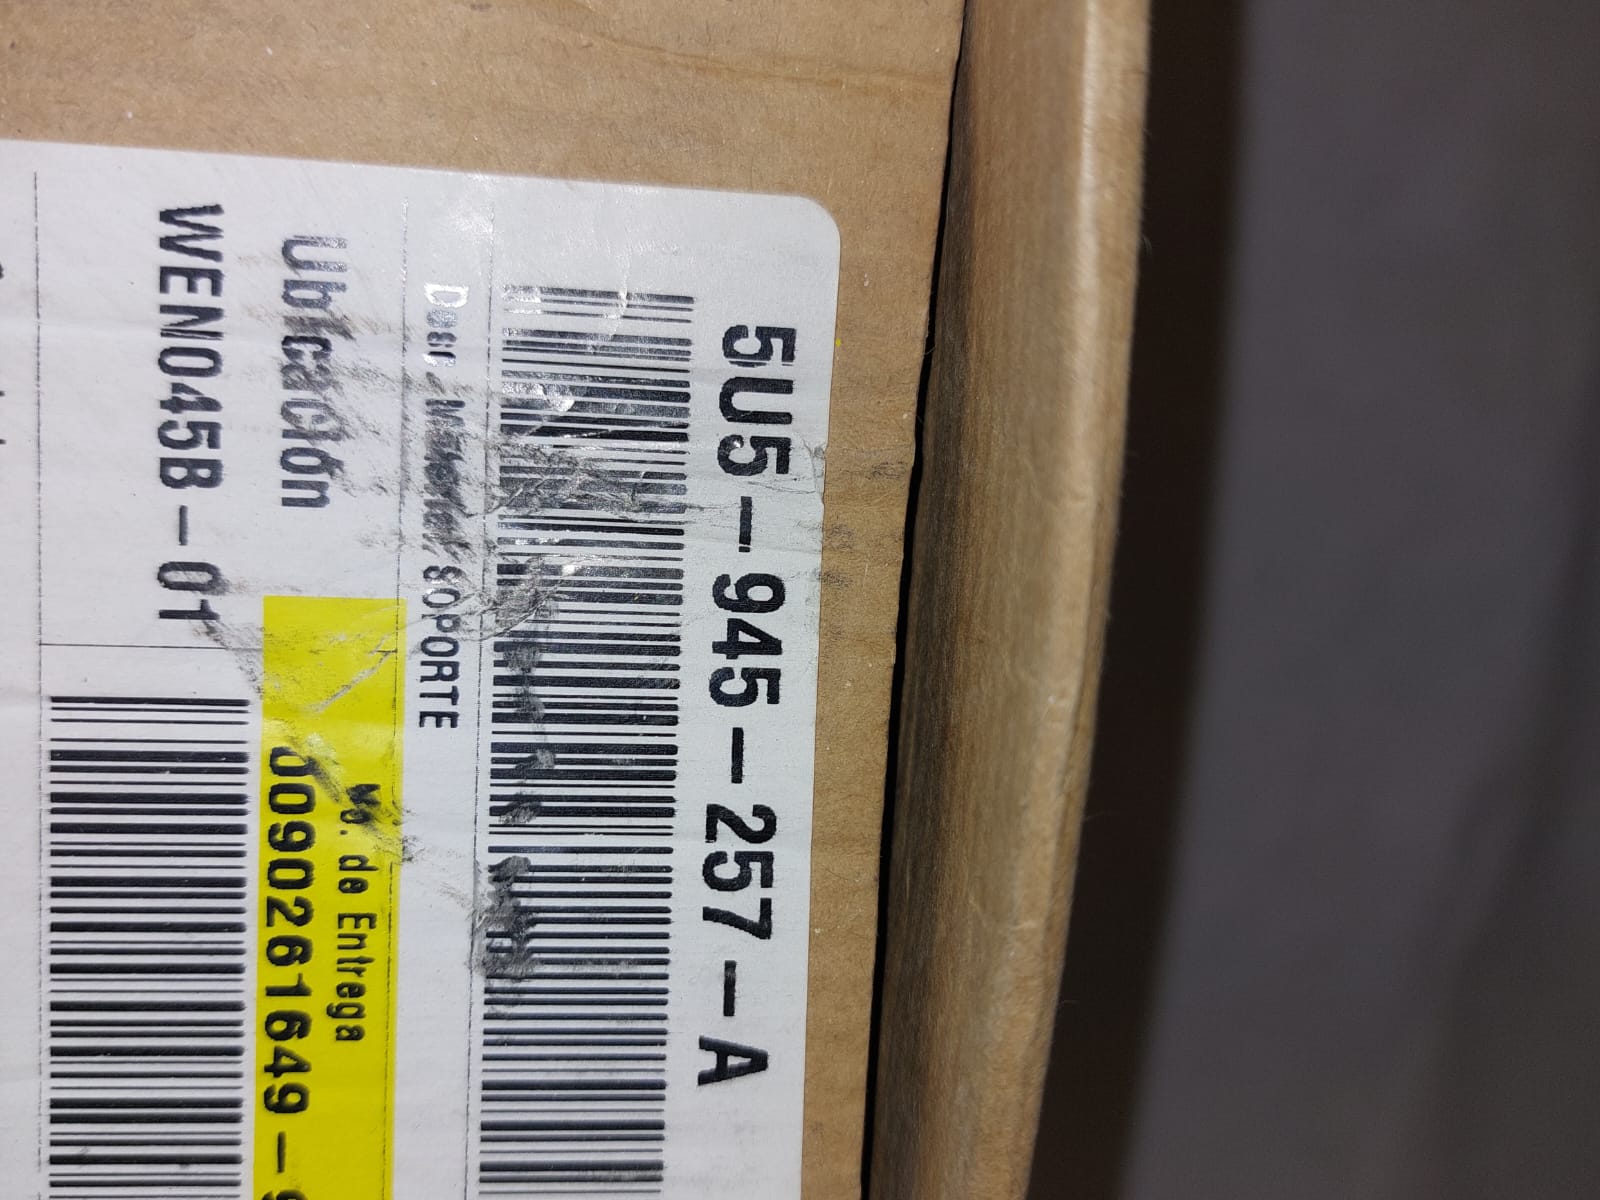 5U5-945-257-A
SOPORTE
Ubicación
No. de Entrega
WEN045B-01
0090261649-